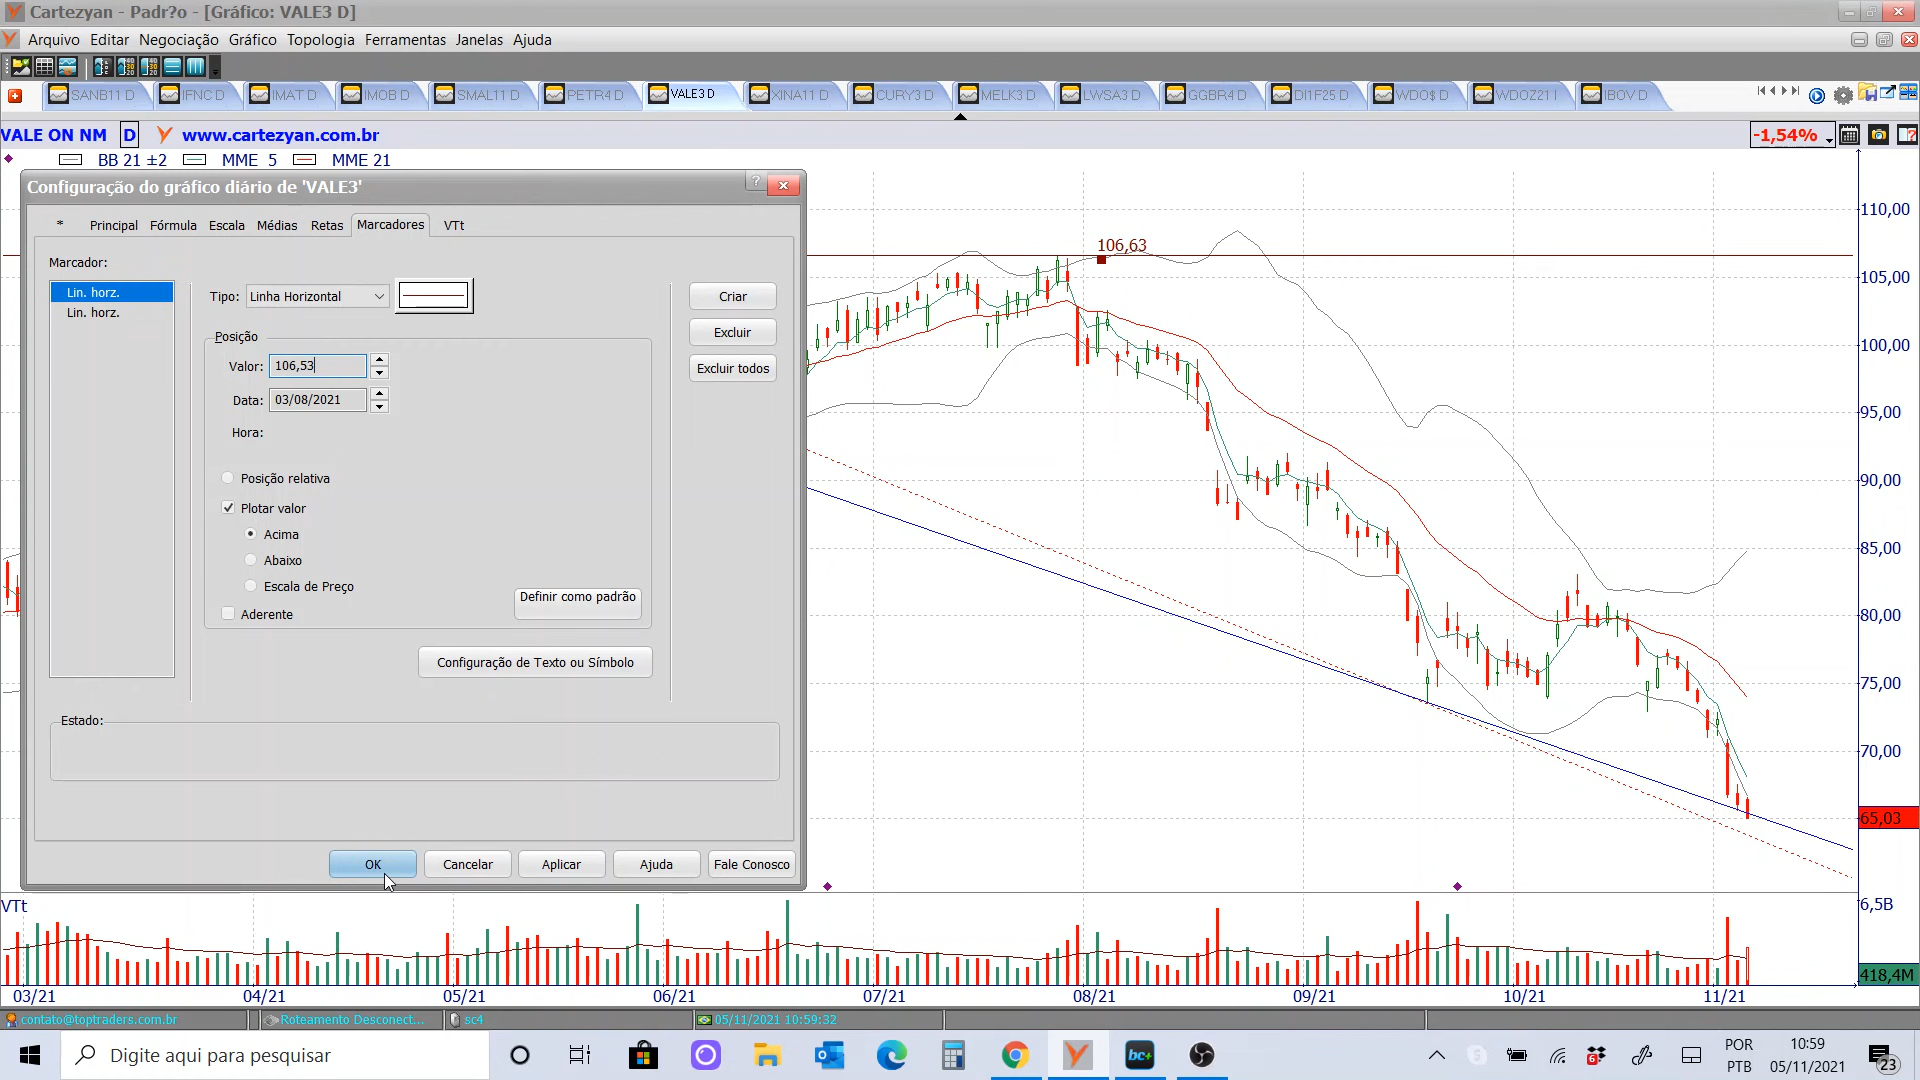 Cartezyan - Padr?o - [Gráfico: VALE3 D]
Arquivo Editar Negociação Gráfico Topologia Ferramentas Janelas Ajuda
SANB11 D IFNC D IMAT D IMOB D SMAL11 D PETR4 D VALE3 D XINA11 D CURY3 D MELK3 D LWSA3 D GGBR4 D DI1F25 D WDO$ D WDOZ21 I IBOV D
VALE ON NM D www.cartezyan.com.br -1,54%
BB 21 ±2 MME 5 MME 21
Configuração do gráfico diário de 'VALE3'
* Principal Fórmula Escala Médias Retas Marcadores VTt
Marcador:
Lin. horz.
Lin. horz.
Tipo: Linha Horizontal
Criar
Posição
Excluir
Valor: 106,53
Excluir todos
Data: 03/08/2021
Hora:
Posição relativa
Plotar valor
Acima
Abaixo
Escala de Preço
Definir como padrão
Aderente
Configuração de Texto ou Símbolo
Estado:
OK Cancelar Aplicar Ajuda Fale Conosco
106,63
110,00
105,00
100,00
95,00
90,00
85,00
80,00
75,00
70,00
65,03
VTt
6,5B
418,4M
03/21 04/21 05/21 06/21 07/21 08/21 09/21 10/21 11/21
contato@toptraders.com.br Roteamento Desconect... sc4 05/11/2021 10:59:32
Digite aqui para pesquisar
bc+
6
POR
PTB
10:59
05/11/2021
23